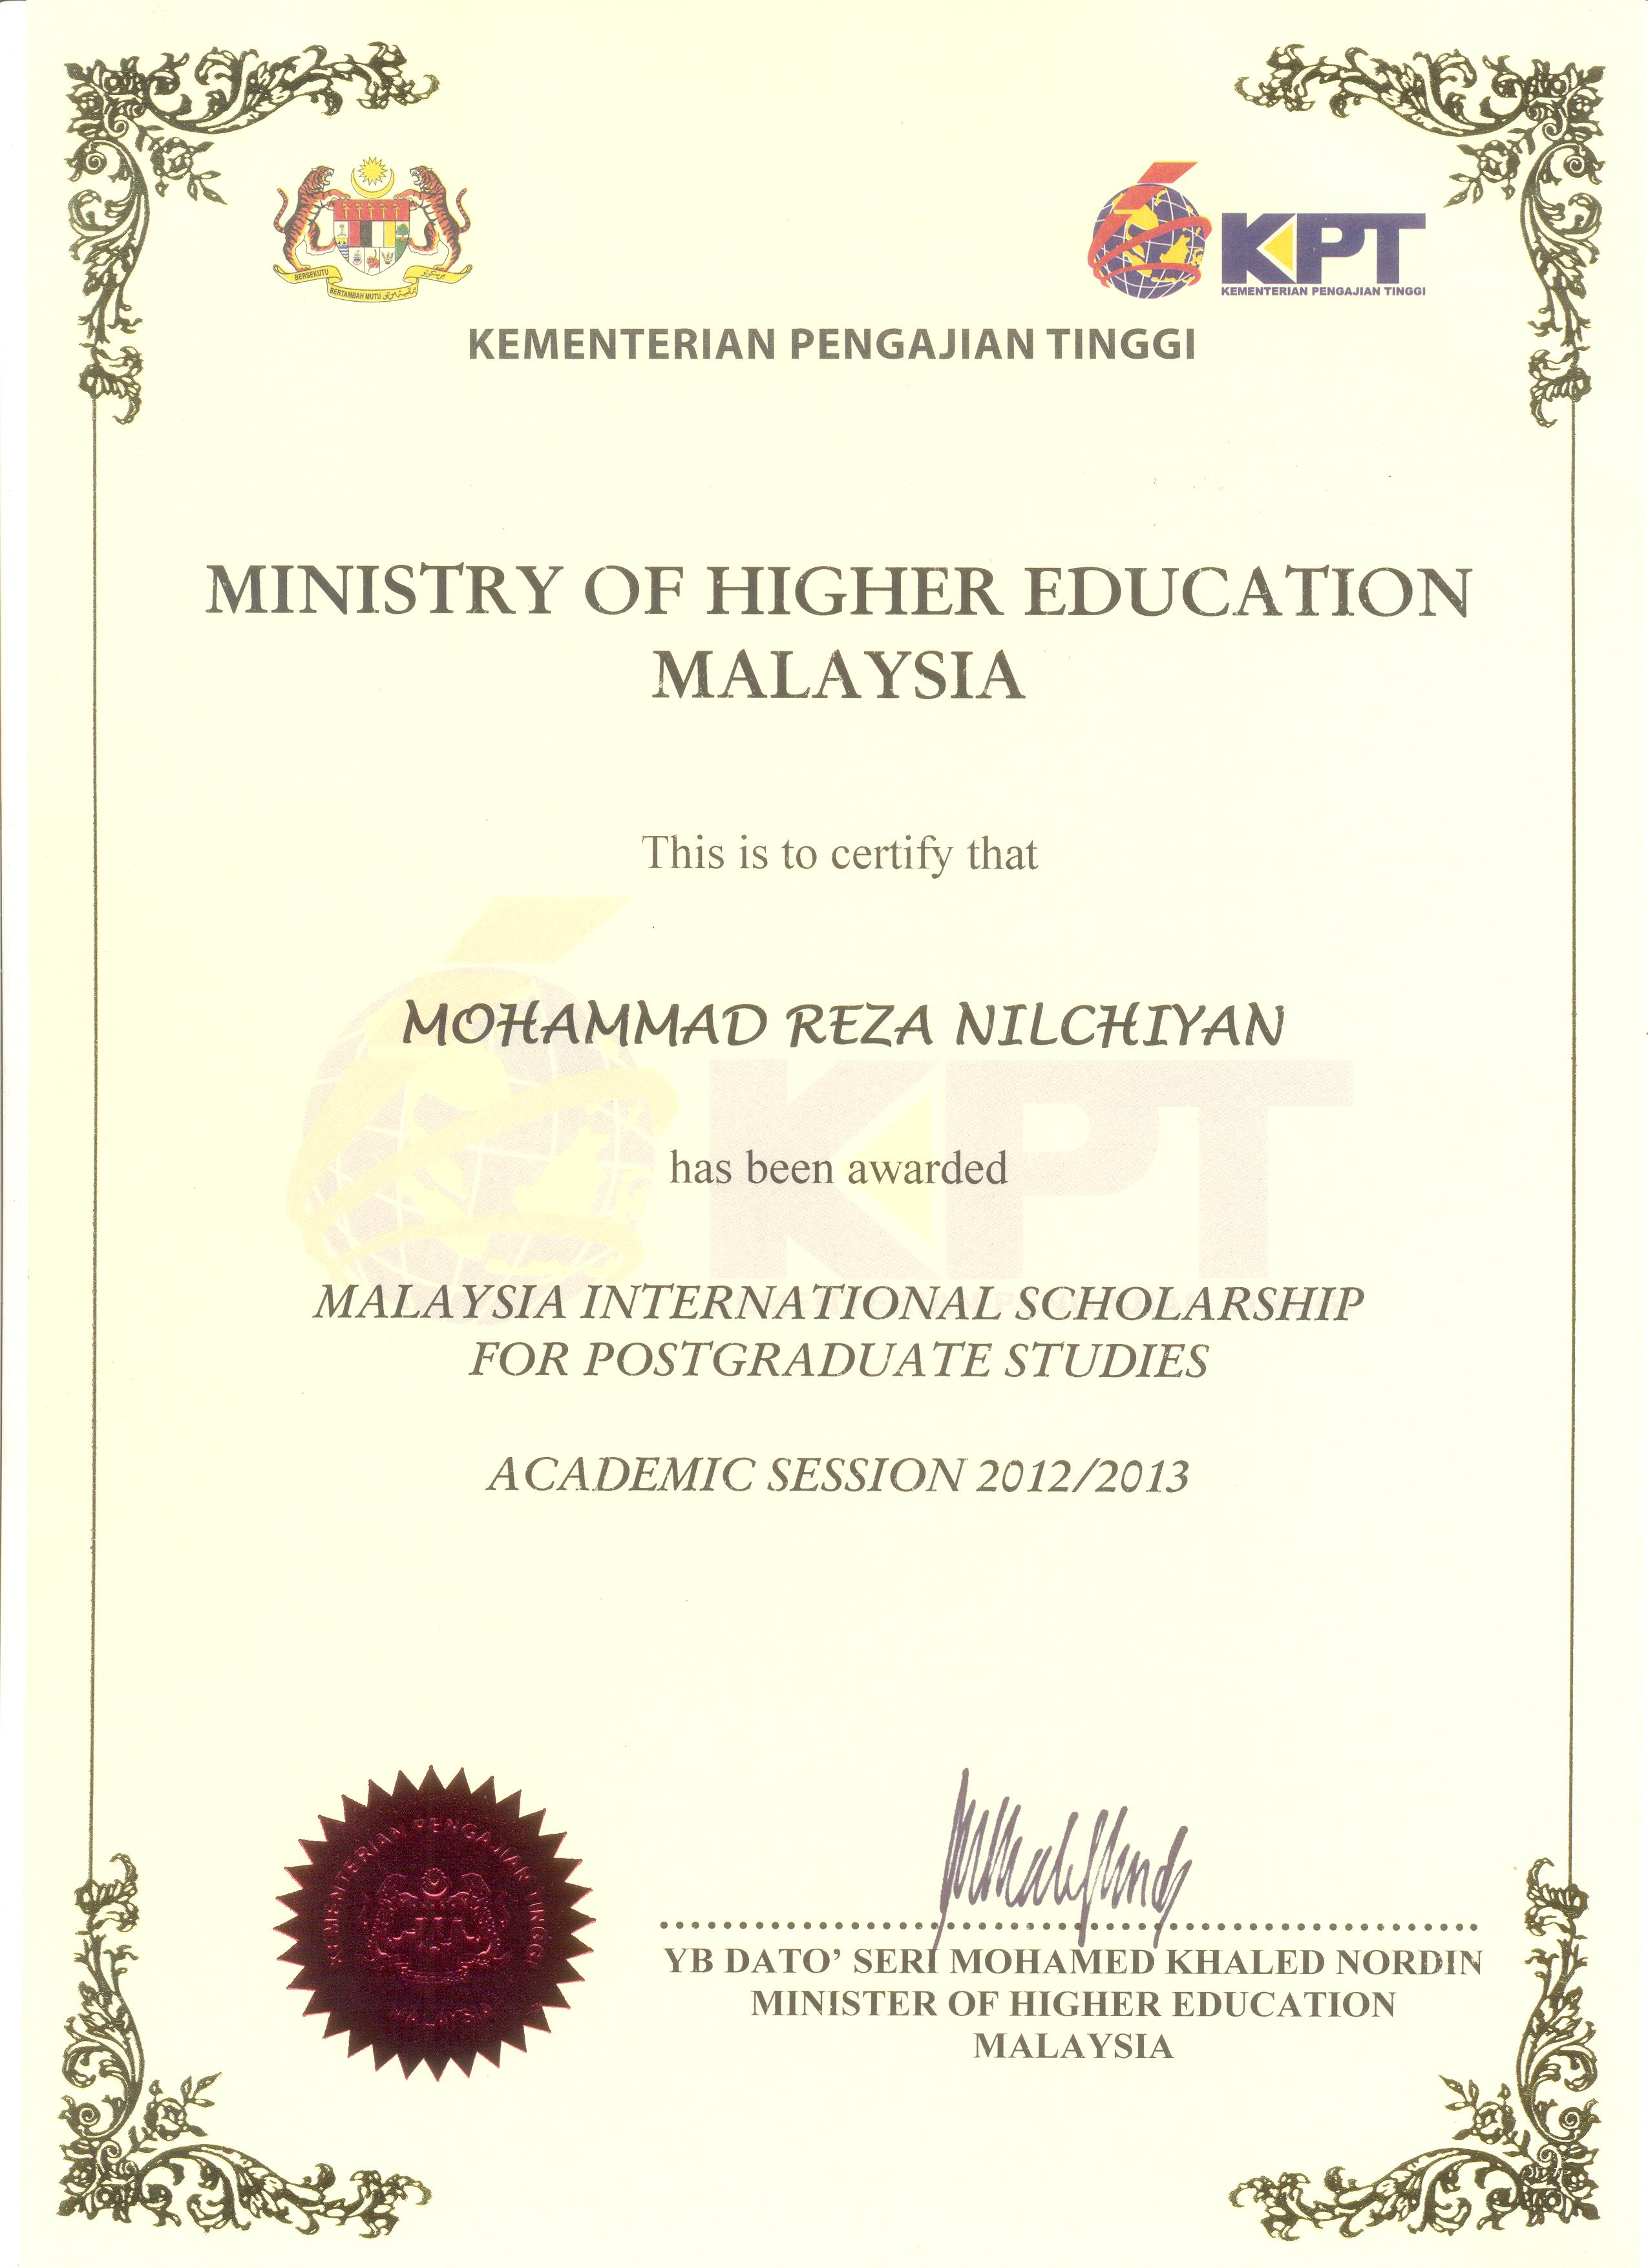 BERSEKUTU
BERTAMBAH MUTU
KPT
KEMENTERIAN PENGAJIAN TINGGI
KEMENTERIAN PENGAJIAN TINGGI
MINISTRY OF HIGHER EDUCATION
MALAYSIA
This is to certify that
MOHAMMAD REZA NILCHIYAN
KPT
has been awarded
MALAYSIA INTERNATIONAL SCHOLARSHIP
FOR POSTGRADUATE STUDIES
ACADEMIC SESSION 2012/2013
KEMENTERIAN PENGAJIAN TINGGI
MALAYSIA
YB DATO’ SERI MOHAMED KHALED NORDIN
MINISTER OF HIGHER EDUCATION
MALAYSIA